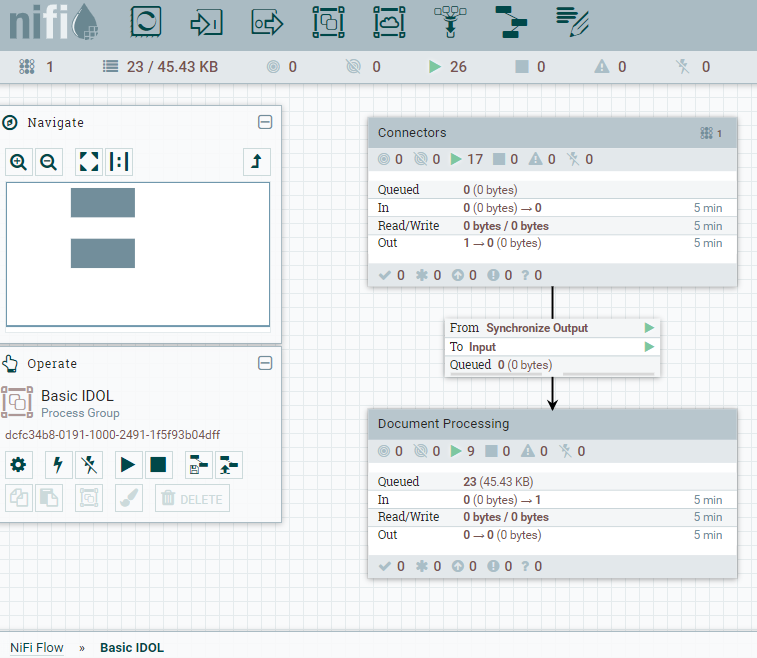 nifi
1 23 / 45.43 KB 0 0 26 0 0 0
Navigate
Connectors 1
0 0 17 0 0 0
Queued 0 (0 bytes)
In 0 (0 bytes) → 0 5 min
Read/Write 0 bytes / 0 bytes 5 min
Out 1 → 0 (0 bytes) 5 min
0 0 0 0 ? 0
From Synchronize Output
To Input
Queued 0 (0 bytes)
Operate
Basic IDOL
Process Group
dcfc34b8-0191-1000-2491-1f5f93b04dff
DELETE
Document Processing
0 0 9 0 0 0
Queued 23 (45.43 KB)
In 0 (0 bytes) → 1 5 min
Read/Write 0 bytes / 0 bytes 5 min
Out 0 → 0 (0 bytes) 5 min
0 0 0 0 ? 0
NiFi Flow » Basic IDOL